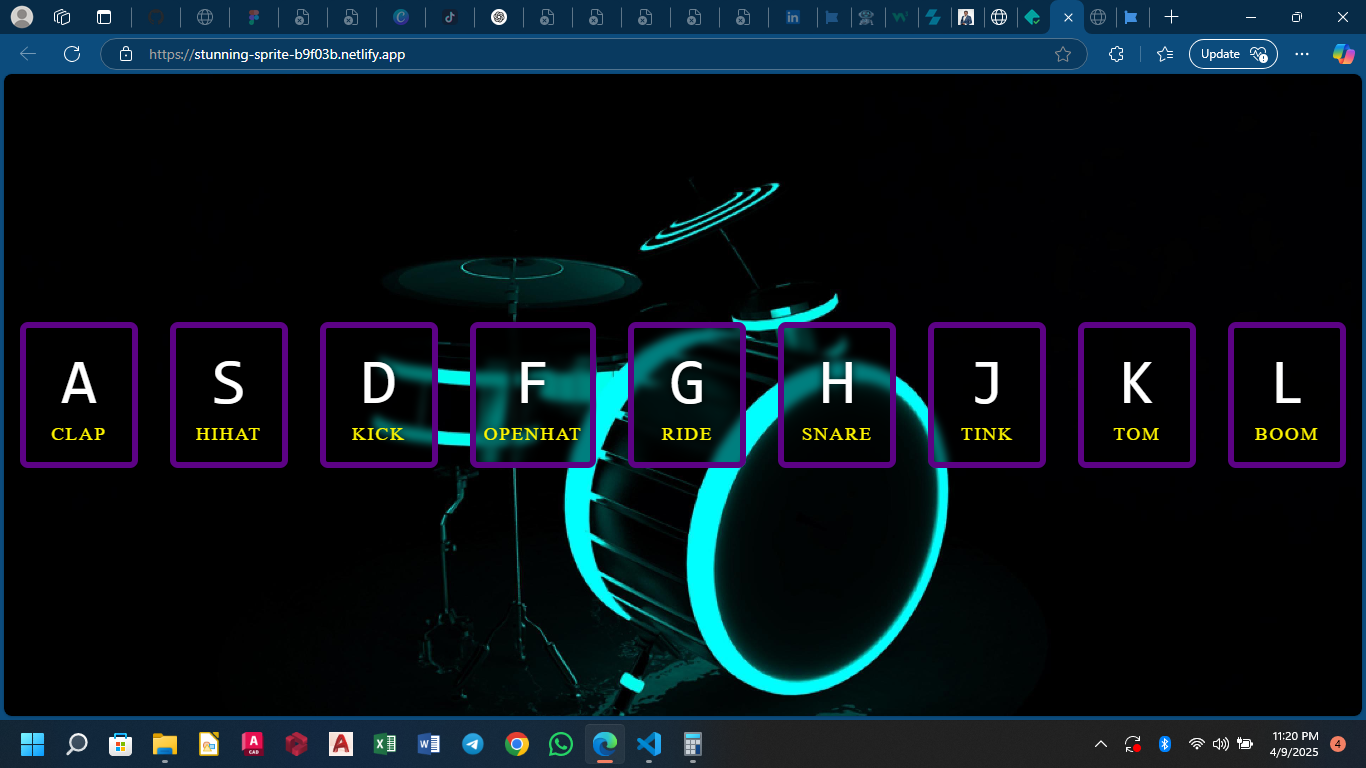 https://stunning-sprite-b9f03b.netlify.app
Update
A S D F G H J K L
CLAP HIHAT KICK OPENHAT RIDE SNARE TINK TOM BOOM
11:20 PM
4/9/2025
4